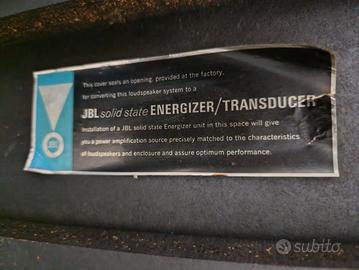 This cover seals an opening, provided at the factory,
for converting this loudspeaker system to a
JBL solid state ENERGIZER/TRANSDUCER
Installation of a JBL solid state Energizer unit in this space will give
you a power amplification source precisely matched to the characteristics
of loudspeakers and enclosure and assure optimum performance.
JBL
subito